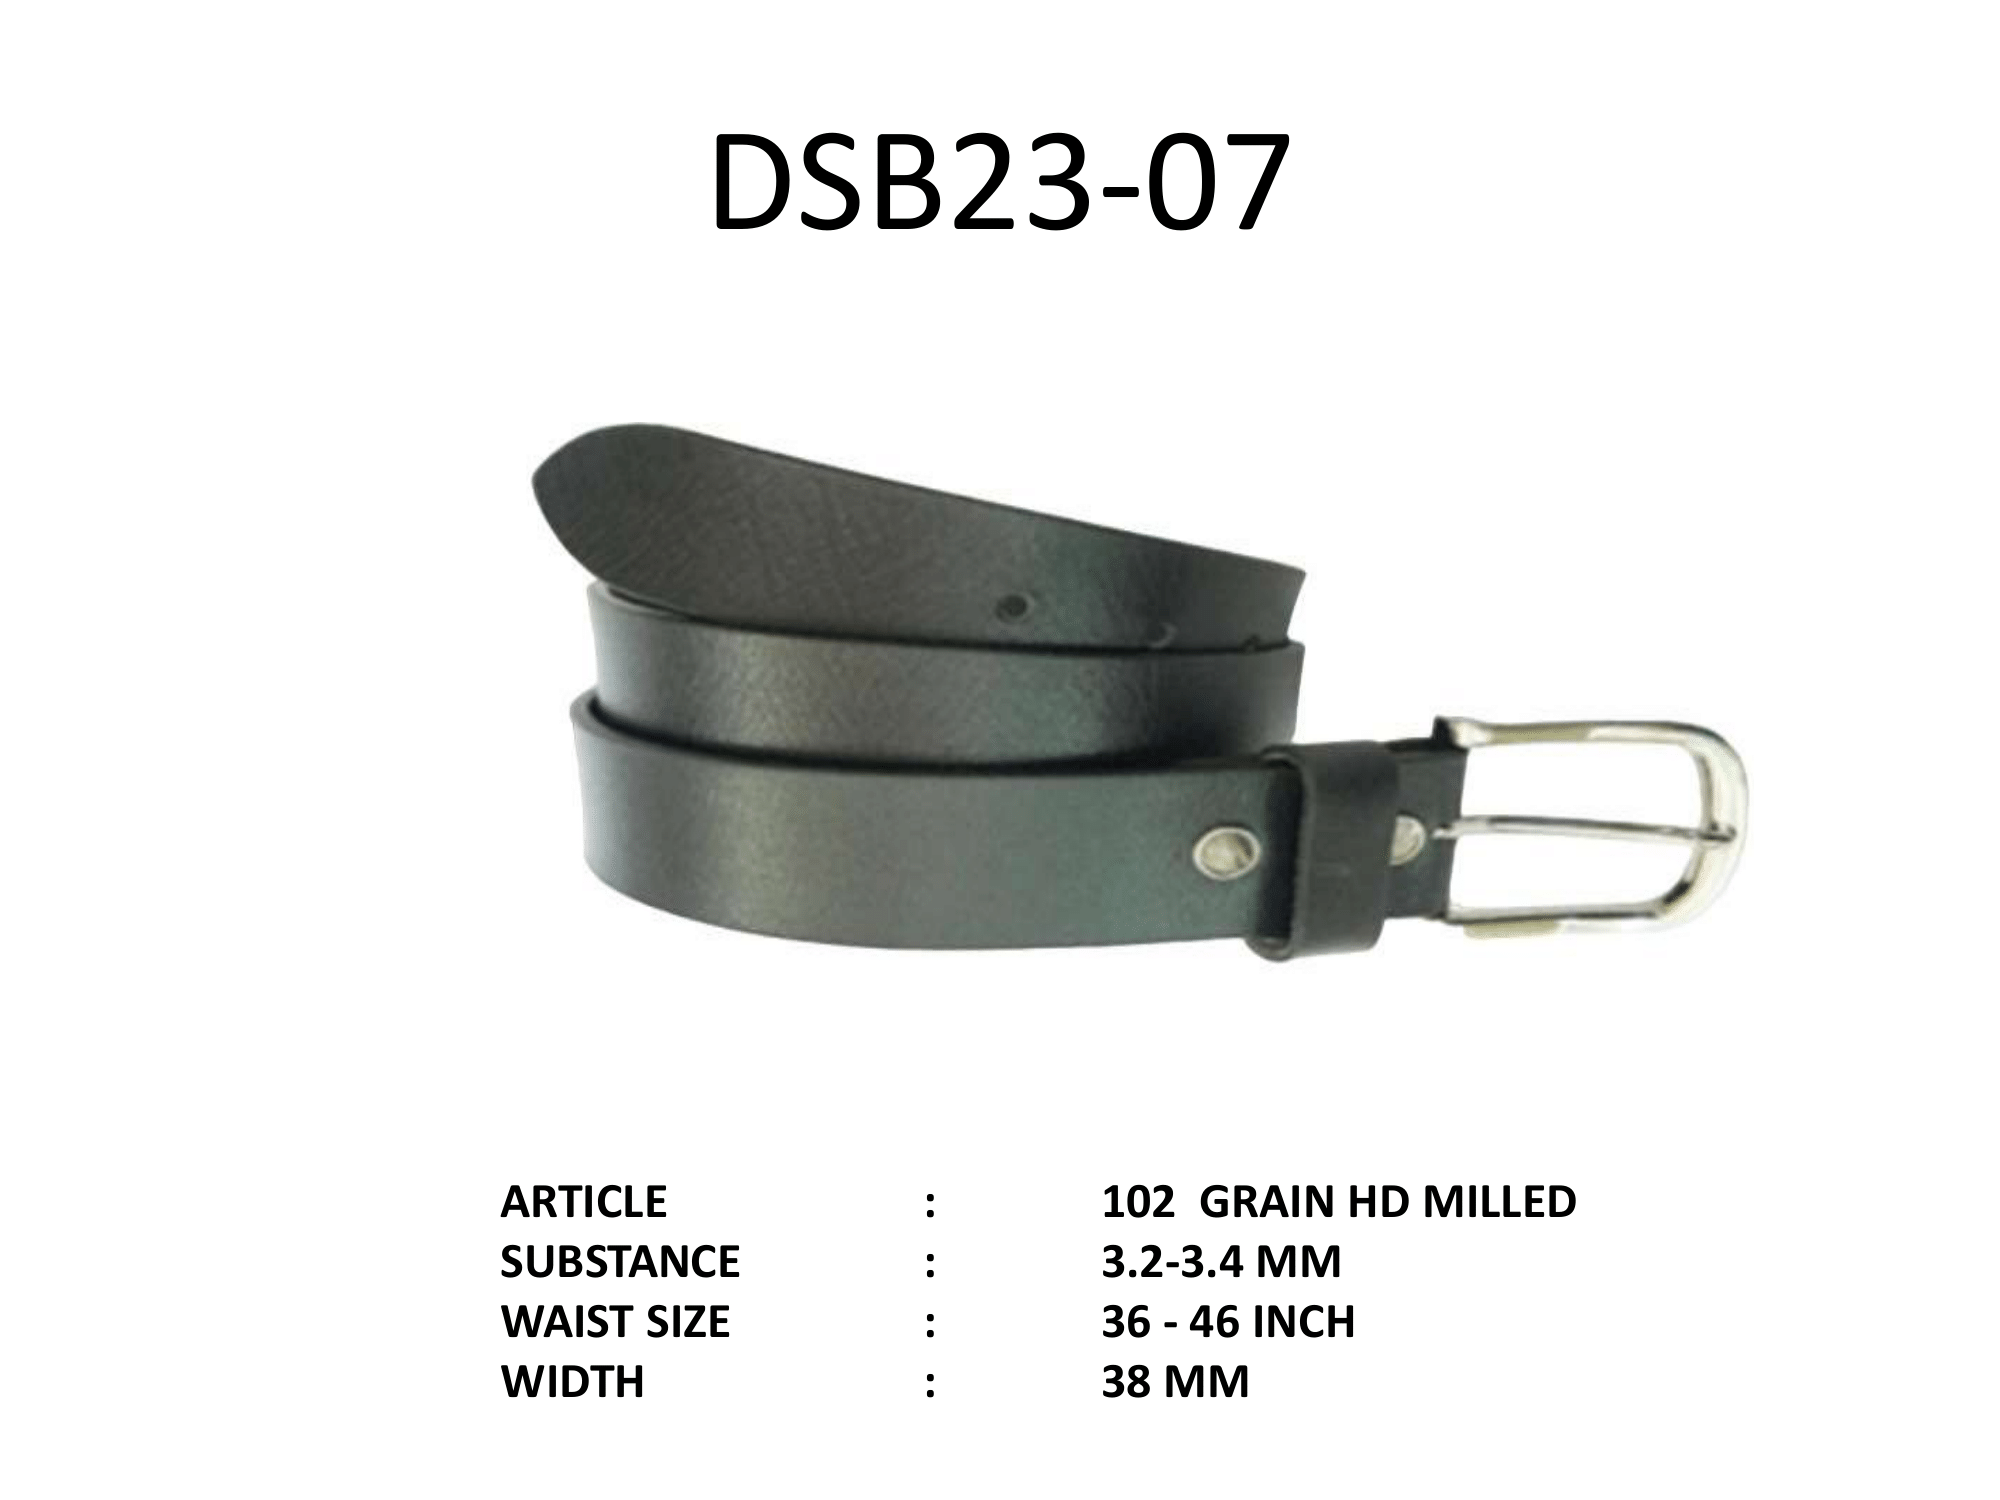 DSB23-07
ARTICLE : 102 GRAIN HD MILLED
SUBSTANCE : 3.2-3.4 MM
WAIST SIZE : 36 - 46 INCH
WIDTH : 38 MM